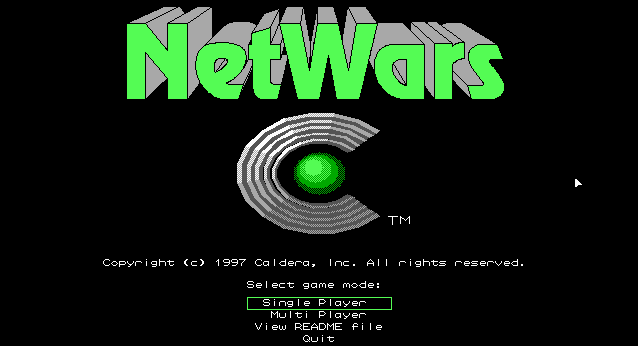 NetWars
TM
Copyright (c) 1997 Caldera, Inc. All rights reserved.
Select game mode:
Single Player
Multi Player
View README file
Quit